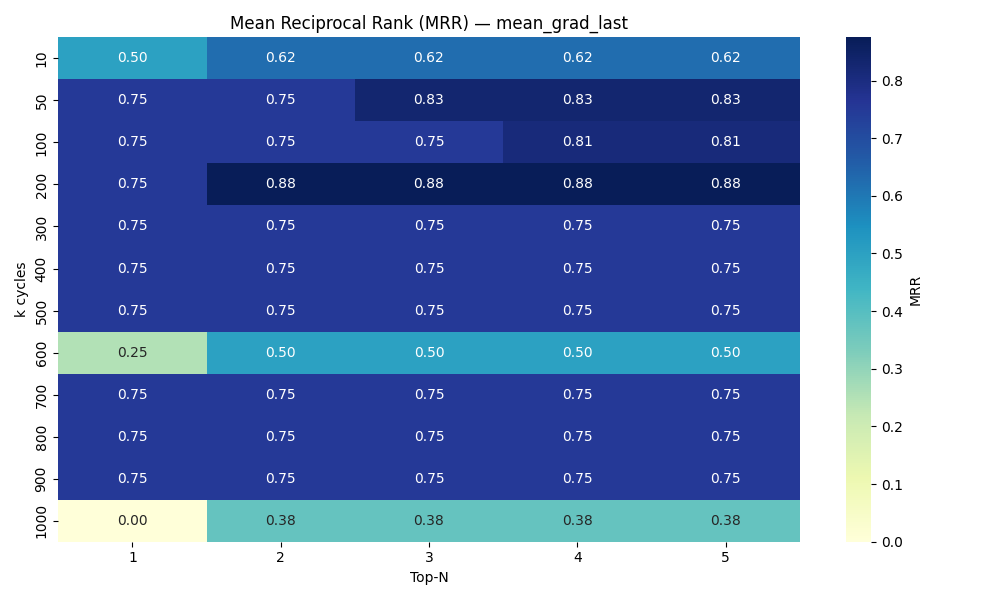 Mean Reciprocal Rank (MRR) — mean_grad_last
10 0.50 0.62 0.62 0.62 0.62
50 0.75 0.75 0.83 0.83 0.83
100 0.75 0.75 0.75 0.81 0.81
200 0.75 0.88 0.88 0.88 0.88
300 0.75 0.75 0.75 0.75 0.75
400 0.75 0.75 0.75 0.75 0.75
500 0.75 0.75 0.75 0.75 0.75
600 0.25 0.50 0.50 0.50 0.50
700 0.75 0.75 0.75 0.75 0.75
800 0.75 0.75 0.75 0.75 0.75
900 0.75 0.75 0.75 0.75 0.75
1000 0.00 0.38 0.38 0.38 0.38
1 2 3 4 5
k cycles
Top-N
0.8
0.7
0.6
0.5
0.4
0.3
0.2
0.1
0.0
MRR